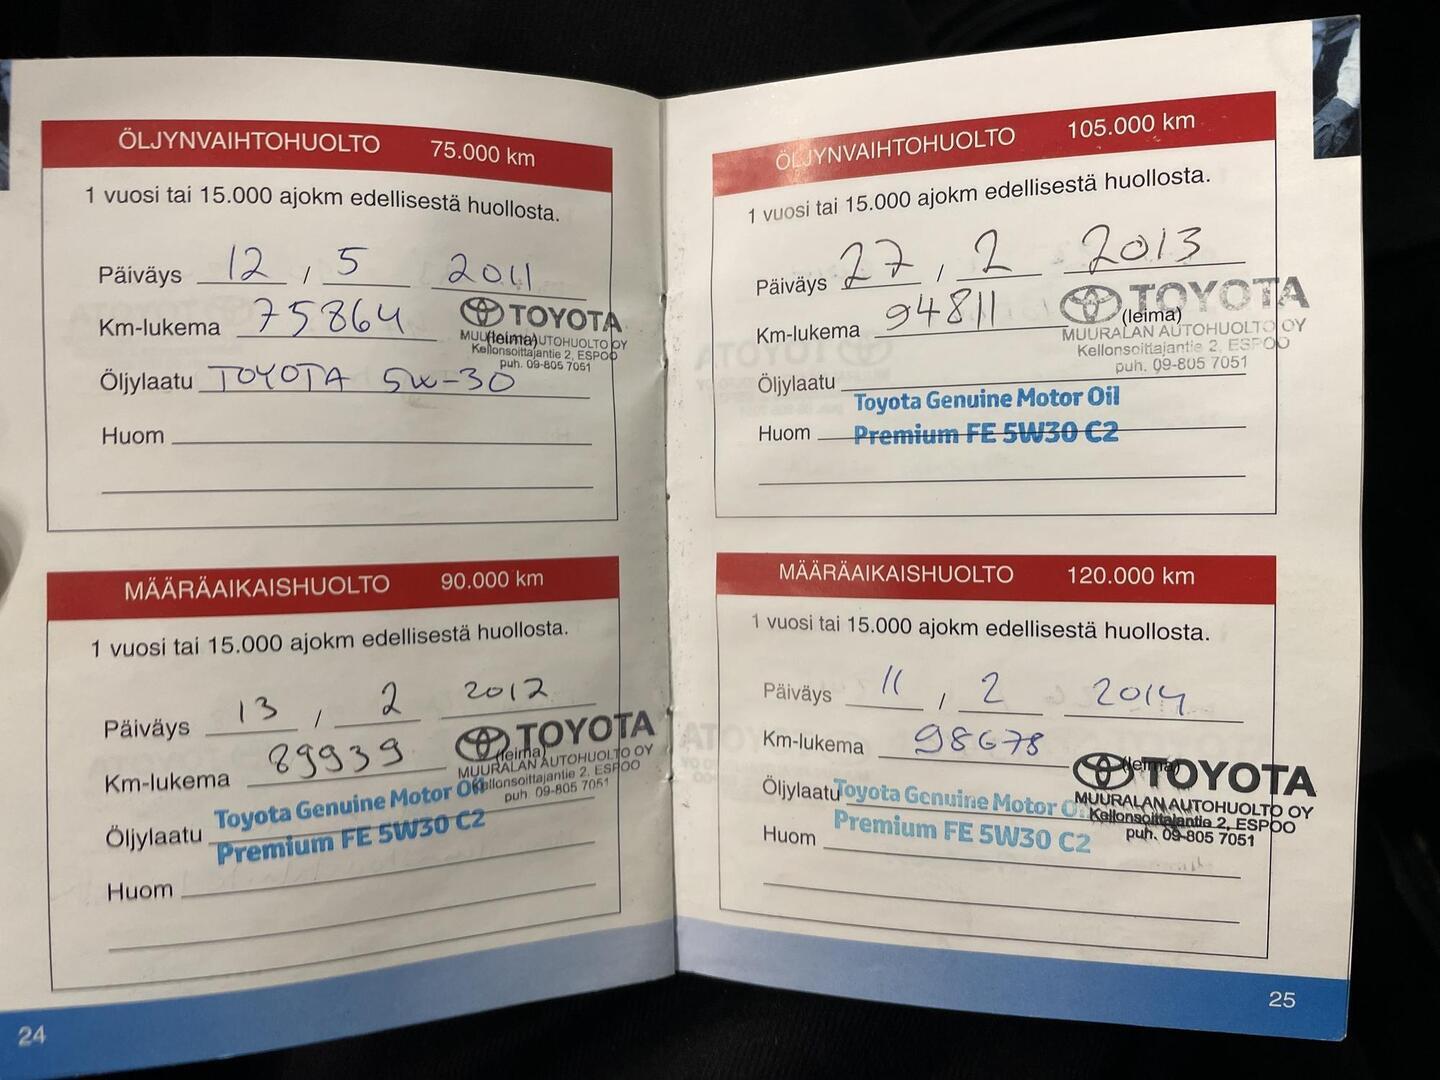 ÖLJYNVAIHTOHUOLTO 75.000 km
1 vuosi tai 15.000 ajokm edellisestä huollosta.
Päiväys 12 , 5 2011
Km-lukema 75864
TOYOTA
(leima)
MUURALAN AUTOHUOLTO OY
Kellonsoittajantie 2, ESPOO
puh. 09-805 7051
Öljylaatu TOYOTA 5W-30
Huom
MÄÄRÄAIKAISHUOLTO 90.000 km
1 vuosi tai 15.000 ajokm edellisestä huollosta.
Päiväys 13 / 2 2012
Km-lukema 89939
TOYOTA
(leima)
MUURALAN AUTOHUOLTO OY
Kellonsoittajantie 2, ESPOO
puh. 09-805 7051
Öljylaatu Toyota Genuine Motor Oil
Premium FE 5W30 C2
Huom
24
ÖLJYNVAIHTOHUOLTO 105.000 km
1 vuosi tai 15.000 ajokm edellisestä huollosta.
Päiväys 27 , 2 2013
Km-lukema 94811
TOYOTA
(leima)
MUURALAN AUTOHUOLTO OY
Kellonsoittajantie 2, ESPOO
puh. 09-805 7051
Öljylaatu
Toyota Genuine Motor Oil
Huom Premium FE 5W30 C2
MÄÄRÄAIKAISHUOLTO 120.000 km
1 vuosi tai 15.000 ajokm edellisestä huollosta.
Päiväys 11 , 2 2014
Km-lukema 98678
TOYOTA
(leima)
MUURALAN AUTOHUOLTO OY
Kellonsoittajantie 2, ESPOO
puh. 09-805 7051
Öljylaatu Toyota Genuine Motor Oil
Premium FE 5W30 C2
Huom
25